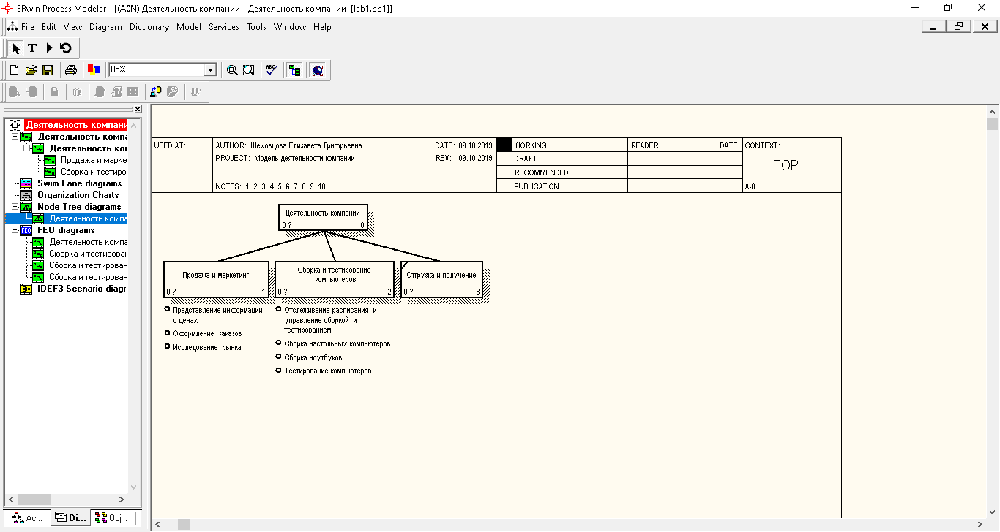 ERwin Process Modeler - [(A0N) Деятельность компании - Деятельность компании [lab1.bp1]]
File Edit View Diagram Dictionary Model Services Tools Window Help
T
85%
ABC
Деятельность компани
Деятельность компа
Деятельность ког
Продажа и марке
Сборка и тестиро
Swim Lane diagrams
Organization Charts
Node Tree diagrams
Деятельность компа
FEO diagrams
Деятельность компа
Сюорка и тестирован
Сборка и тестирован
Сборка и тестирован
IDEF3 Scenario diagr
Ac...
Di...
Obj...
USED AT:
AUTHOR: Шеховцова Елизавета Григорьевна
DATE: 09.10.2019
PROJECT: Модель деятельности компании
REV: 09.10.2019
NOTES: 1 2 3 4 5 6 7 8 9 10
WORKING
DRAFT
RECOMMENDED
PUBLICATION
READER DATE
CONTEXT:
TOP
A-0
Деятельность компании
0 ? 0
Продажа и маркетинг
0 ? 1
Сборка и тестирование
компьютеров
0 ? 2
Отгрузка и получение
0 ? 3
Представление информации
о ценах
Оформление заказов
Исследование рынка
Отслеживание расписания и
управление сборкой и
тестированием
Сборка настольных компьютеров
Сборка ноутбуков
Тестирование компьютеров